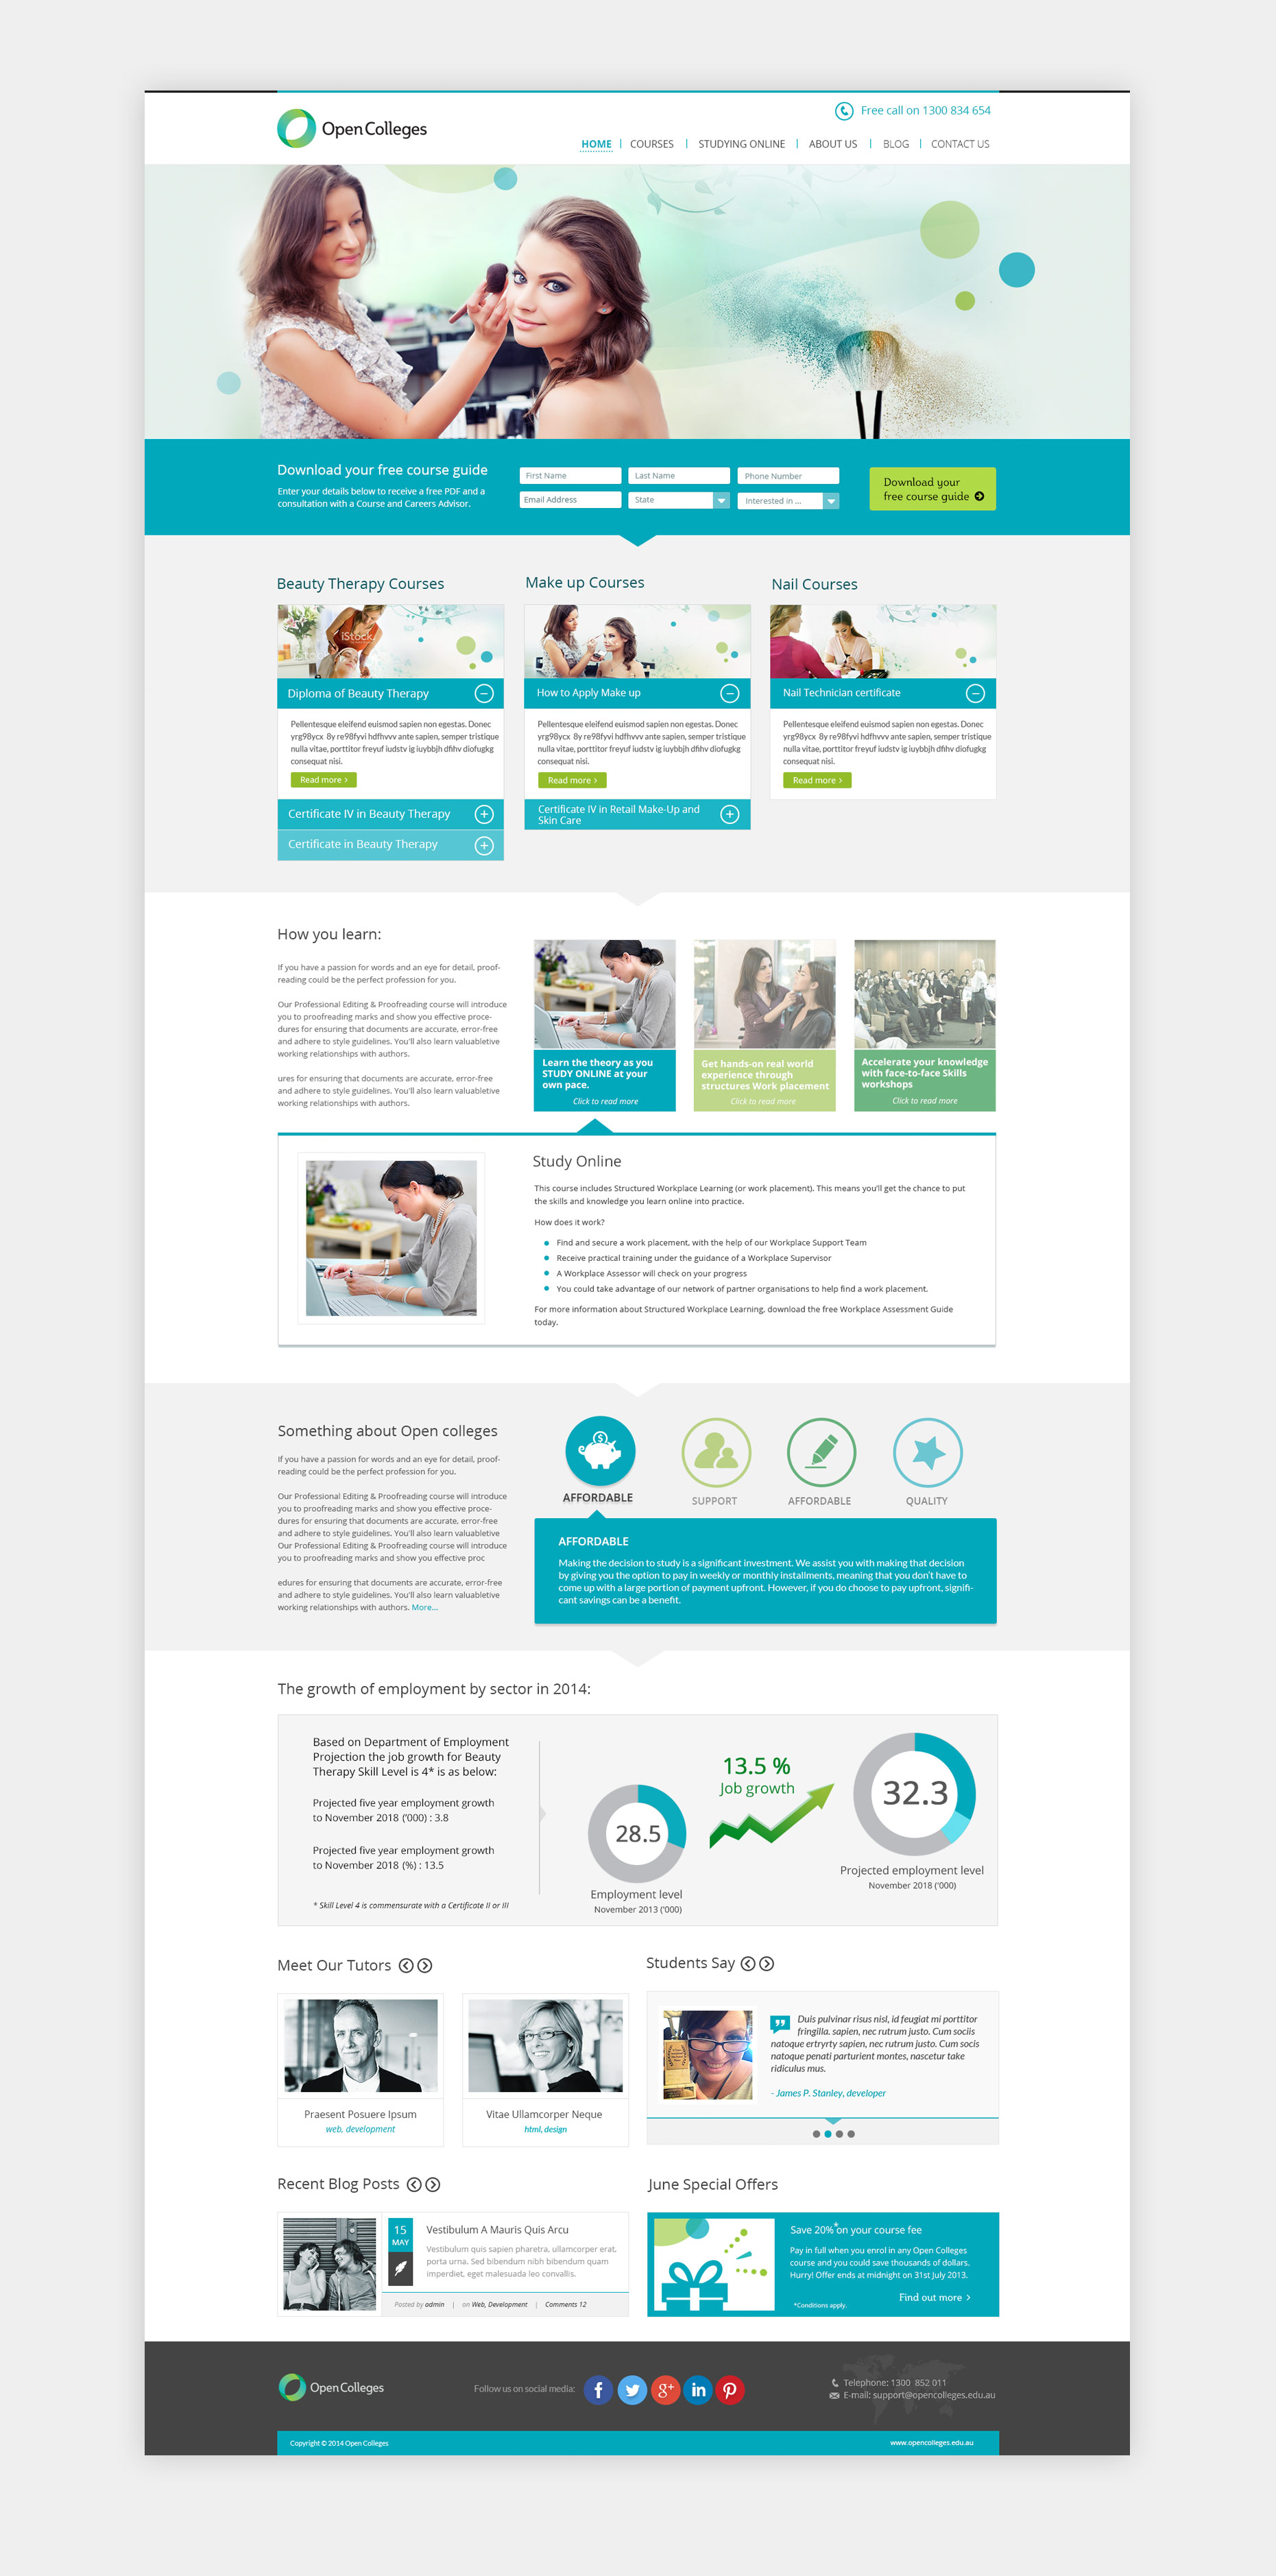 Open Colleges
Free call on 1300 834 654
HOME | COURSES | STUDYING ONLINE | ABOUT US | BLOG | CONTACT US
Download your free course guide
Enter your details below to receive a free PDF and a
consultation with a Course and Careers Advisor.
First Name
Last Name
Phone Number
Email Address
State
Interested in ...
Download your
free course guide
Beauty Therapy Courses
iStock
Diploma of Beauty Therapy
Pellentesque eleifend euismod sapien non egestas. Donec
yrg98ycx 8y re98fyvi hdfhvvv ante sapien, semper tristique
nulla vitae, porttitor freyuf iudstv ig iuybbjh dfihv diofugkg
consequat nisi.
Read more >
Certificate IV in Beauty Therapy
Certificate in Beauty Therapy
Make up Courses
How to Apply Make up
Pellentesque eleifend euismod sapien non egestas. Donec
yrg98ycx 8y re98fyvi hdfhvvv ante sapien, semper tristique
nulla vitae, porttitor freyuf iudstv ig iuybbjh dfihv diofugkg
consequat nisi.
Read more >
Certificate IV in Retail Make-Up and
Skin Care
Nail Courses
Nail Technician certificate
Pellentesque eleifend euismod sapien non egestas. Donec
yrg98ycx 8y re98fyvi hdfhvvv ante sapien, semper tristique
nulla vitae, porttitor freyuf iudstv ig iuybbjh dfihv diofugkg
consequat nisi.
Read more >
How you learn:
If you have a passion for words and an eye for detail, proof-
reading could be the perfect profession for you.
Our Professional Editing & Proofreading course will introduce
you to proofreading marks and show you effective proce-
dures for ensuring that documents are accurate, error-free
and adhere to style guidelines. You'll also learn valuabletive
working relationships with authors.
ures for ensuring that documents are accurate, error-free
and adhere to style guidelines. You'll also learn valuabletive
working relationships with authors.
Learn the theory as you
STUDY ONLINE at your
own pace.
Click to read more
Get hands-on real world
experience through
structures Work placement
Click to read more
Accelerate your knowledge
with face-to-face Skills
workshops
Click to read more
Study Online
This course includes Structured Workplace Learning (or work placement). This means you'll get the chance to put
the skills and knowledge you learn online into practice.
How does it work?
Find and secure a work placement, with the help of our Workplace Support Team
Receive practical training under the guidance of a Workplace Supervisor
A Workplace Assessor will check on your progress
You could take advantage of our network of partner organisations to help find a work placement.
For more information about Structured Workplace Learning, download the free Workplace Assessment Guide
today.
Something about Open colleges
If you have a passion for words and an eye for detail, proof-
reading could be the perfect profession for you.
Our Professional Editing & Proofreading course will introduce
you to proofreading marks and show you effective proce-
dures for ensuring that documents are accurate, error-free
and adhere to style guidelines. You'll also learn valuabletive
Our Professional Editing & Proofreading course will introduce
you to proofreading marks and show you effective proc
edures for ensuring that documents are accurate, error-free
and adhere to style guidelines. You'll also learn valuabletive
working relationships with authors. More...
$
AFFORDABLE
SUPPORT
AFFORDABLE
QUALITY
AFFORDABLE
Making the decision to study is a significant investment. We assist you with making that decision
by giving you the option to pay in weekly or monthly installments, meaning that you don't have to
come up with a large portion of payment upfront. However, if you do choose to pay upfront, signifi-
cant savings can be a benefit.
The growth of employment by sector in 2014:
Based on Department of Employment
Projection the job growth for Beauty
Therapy Skill Level is 4* is as below:
Projected five year employment growth
to November 2018 ('000) : 3.8
Projected five year employment growth
to November 2018 (%) : 13.5
* Skill Level 4 is commensurate with a Certificate II or III
28.5
Employment level
November 2013 ('000)
13.5 %
Job growth
32.3
Projected employment level
November 2018 ('000)
Meet Our Tutors
Praesent Posuere Ipsum
web, development
Vitae Ullamcorper Neque
html, design
Students Say
Duis pulvinar risus nisl, id feugiat mi porttitor
fringilla. sapien, nec rutrum justo. Cum sociis
natoque ertryrty sapien, nec rutrum justo. Cum socis
natoque penati parturient montes, nascetur take
ridiculus mus.
- James P. Stanley, developer
Recent Blog Posts
15
MAY
Vestibulum A Mauris Quis Arcu
Vestibulum quis sapien pharetra, ullamcorper erat,
porta urna. Sed bibendum nibh bibendum quam
imperdiet, eget malesuada leo convallis.
Posted by admin | on Web, Development | Comments 12
June Special Offers
Save 20%*on your course fee
Pay in full when you enrol in any Open Colleges
course and you could save thousands of dollars.
Hurry! Offer ends at midnight on 31st July 2013.
Find out more >
*Conditions apply.
Open Colleges
Follow us on social media:
f
g+
in
Telephone: 1300 852 011
E-mail: support@opencolleges.edu.au
Copyright © 2014 Open Colleges
www.opencolleges.edu.au